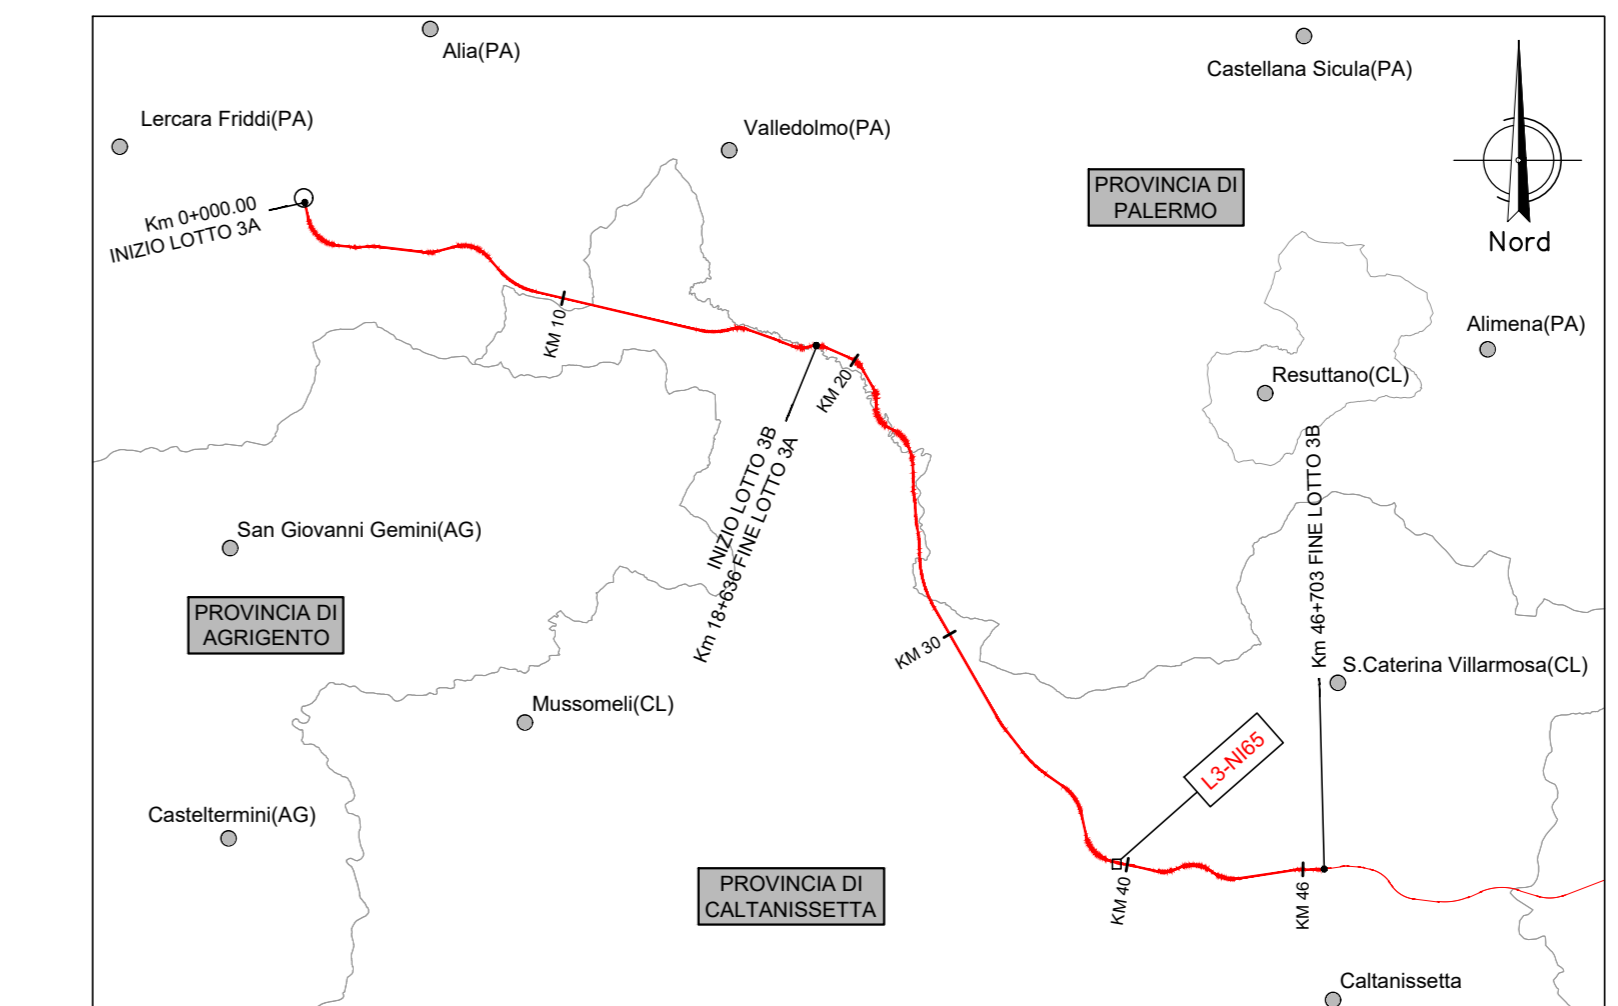 Alia(PA)
Castellana Sicula(PA)
Lercara Friddi(PA)
Valledolmo(PA)
PROVINCIA DI
PALERMO
Km 0+000.00
INIZIO LOTTO 3A
Nord
KM 10
Alimena(PA)
KM 20
Resuttano(CL)
INIZIO LOTTO 3B
Km 18+636 FINE LOTTO 3A
Km 46+703 FINE LOTTO 3B
San Giovanni Gemini(AG)
PROVINCIA DI
AGRIGENTO
KM 30
S.Caterina Villarmosa(CL)
Mussomeli(CL)
L3-NI65
Casteltermini(AG)
PROVINCIA DI
CALTANISSETTA
KM 40
KM 46
Caltanissetta